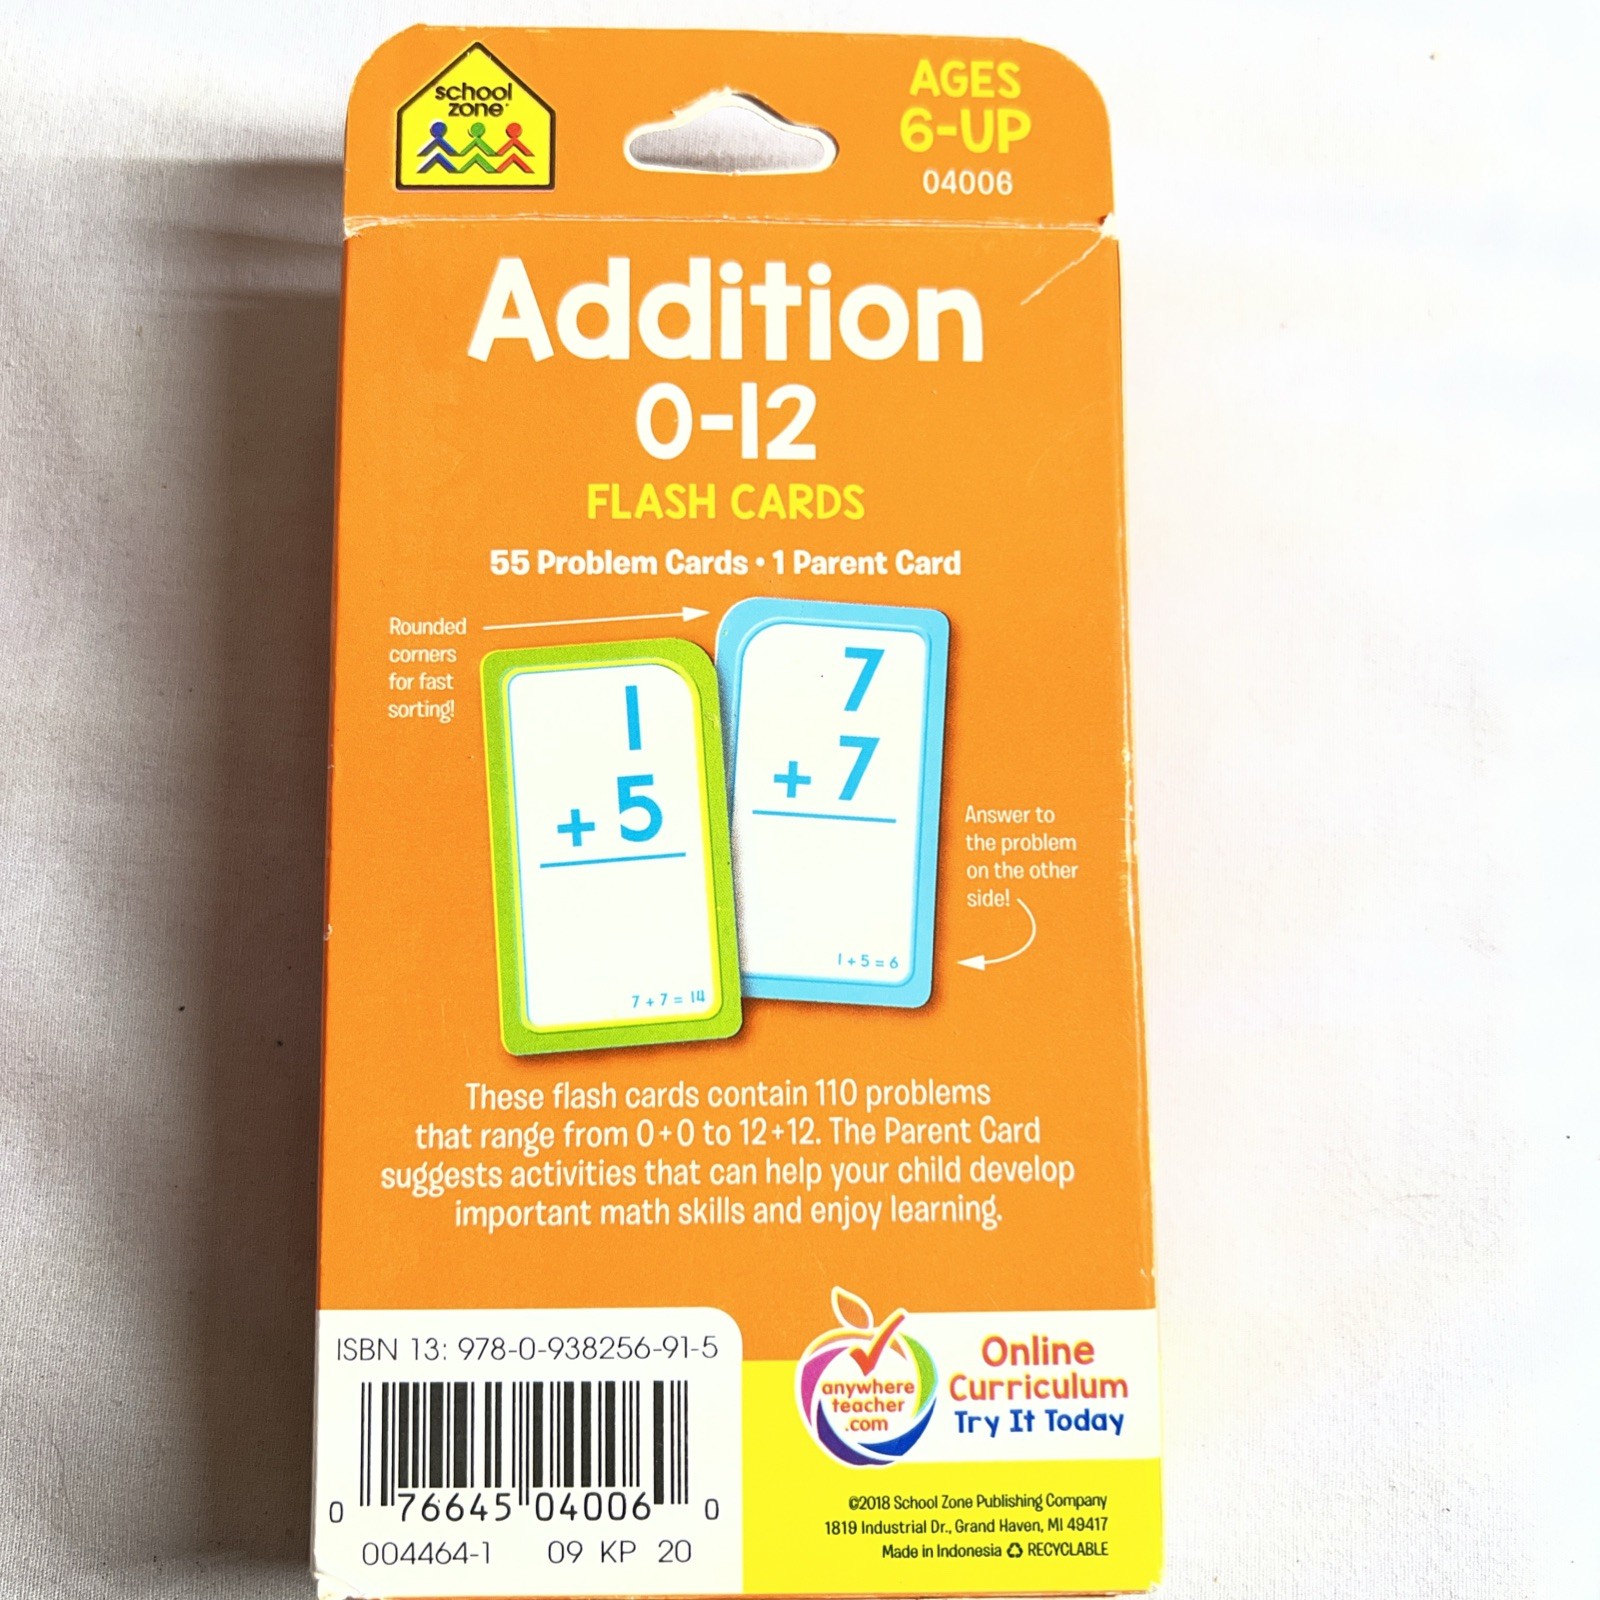 school
zone
AGES
6-UP
04006
Addition
0-12
FLASH CARDS
55 Problem Cards • 1 Parent Card
Rounded
corners
for fast
sorting!
1
+ 5
7 + 7 = 14
7
+ 7
1 + 5 = 6
Answer to
the problem
on the other
side!
These flash cards contain 110 problems
that range from 0+0 to 12+12. The Parent Card
suggests activities that can help your child develop
important math skills and enjoy learning.
ISBN 13: 978-0-938256-91-5
0 76645 04006 0
004464-1 09 KP 20
anywhere
teacher
.com
Online
Curriculum
Try It Today
©2018 School Zone Publishing Company
1819 Industrial Dr., Grand Haven, MI 49417
Made in Indonesia ♻ RECYCLABLE